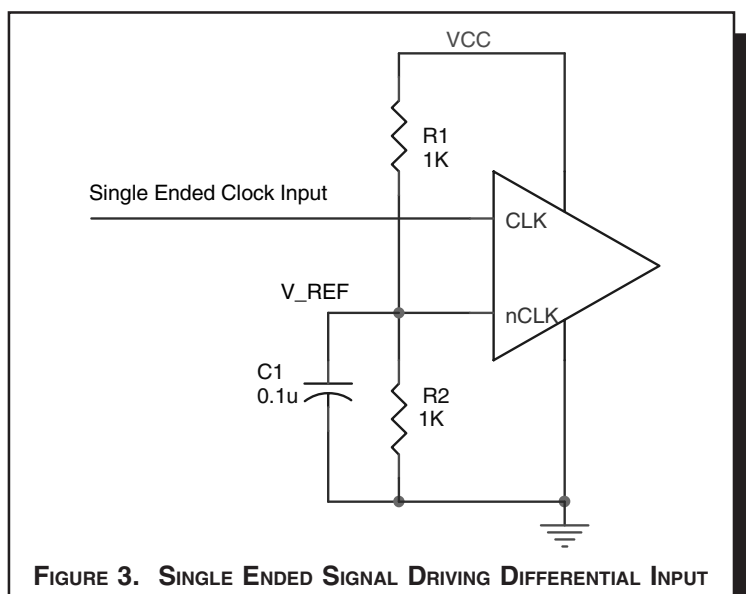 VCC
R1
1K
Single Ended Clock Input
CLK
V_REF
nCLK
C1
0.1u
R2
1K
FIGURE 3. SINGLE ENDED SIGNAL DRIVING DIFFERENTIAL INPUT